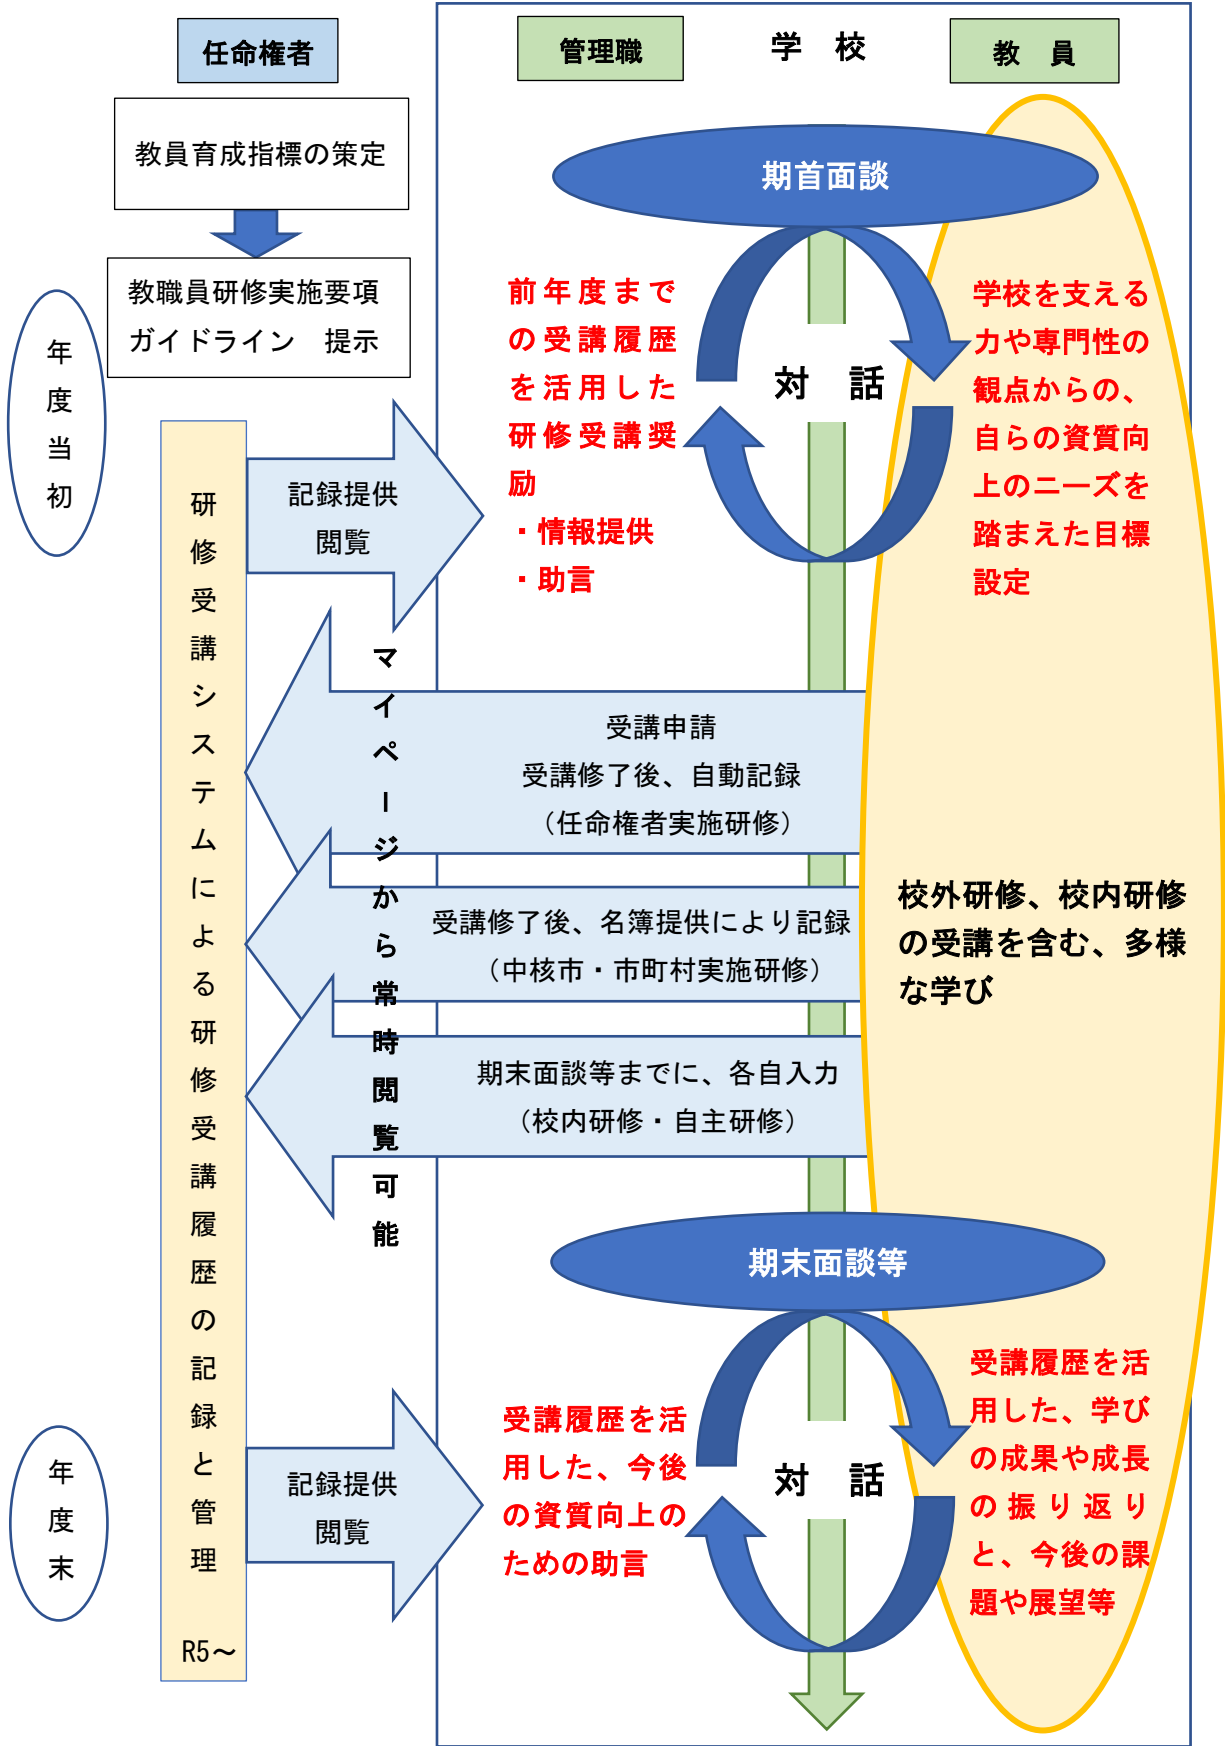 任命権者
管理職
学　校
教　員
教員育成指標の策定
教職員研修実施要項
ガイドライン　提示
年度当初
期首面談
前年度まで
の受講履歴
を活用した
研修受講奨
励
・情報提供
・助言
対　話
学校を支える
力や専門性の
観点からの、
自らの資質向
上のニーズを
踏まえた目標
設定
記録提供
閲覧
研修受講システムによる研修受講履歴の記録と管理
R5～
マイページから常時閲覧可能
受講申請
受講修了後、自動記録
（任命権者実施研修）
受講修了後、名簿提供により記録
（中核市・市町村実施研修）
期末面談等までに、各自入力
（校内研修・自主研修）
校外研修、校内研修
の受講を含む、多様
な学び
期末面談等
年度末
記録提供
閲覧
受講履歴を活
用した、今後
の資質向上の
ための助言
対　話
受講履歴を活
用した、学び
の成果や成長
の振り返り
と、今後の課
題や展望等